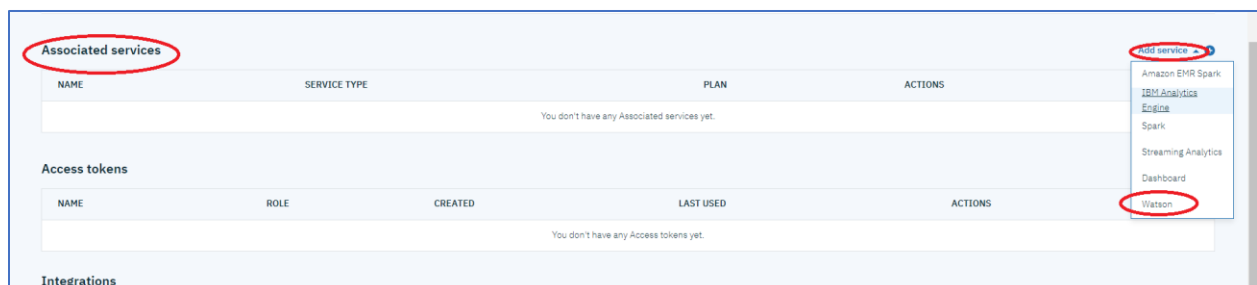 Associated services
Add service
NAME SERVICE TYPE PLAN ACTIONS
You don't have any Associated services yet.
Amazon EMR Spark
IBM Analytics
Engine
Spark
Streaming Analytics
Dashboard
Watson
Access tokens
NAME ROLE CREATED LAST USED ACTIONS
You don't have any Access tokens yet.
Integrations